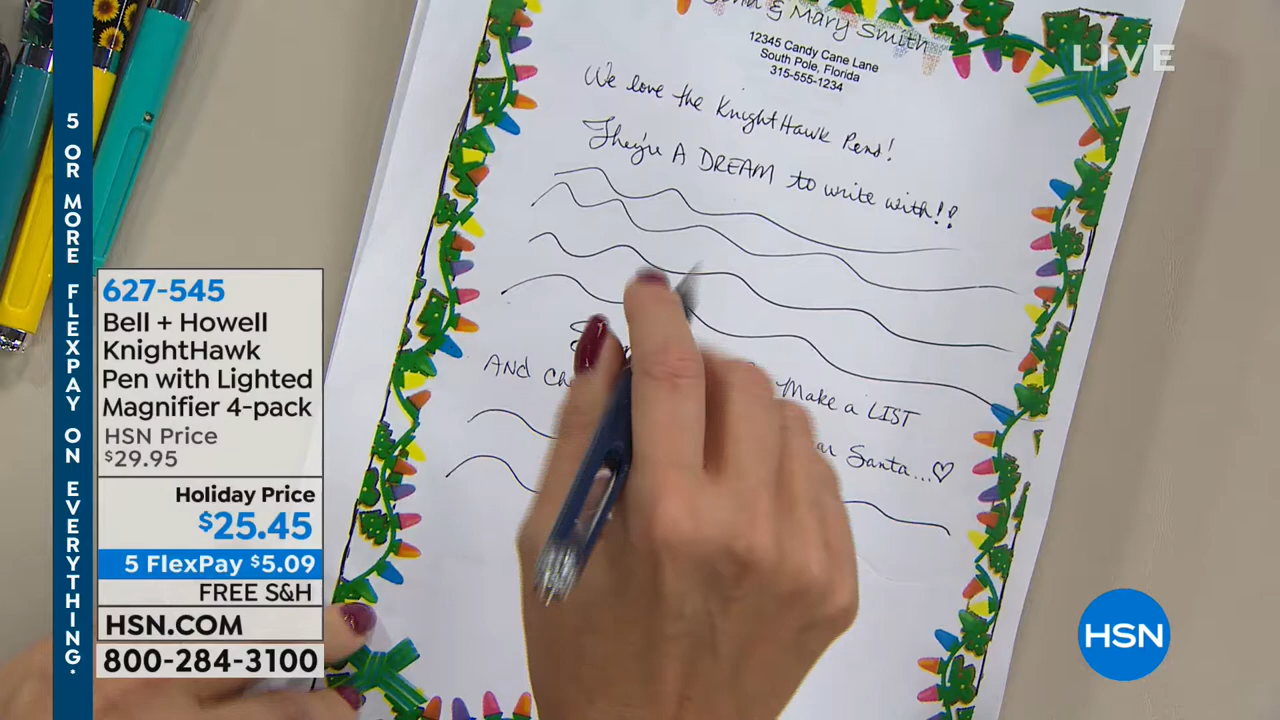 5 OR MORE FLEXPAY ON EVERYTHING.
627-545
Bell + Howell
KnightHawk
Pen with Lighted
Magnifier 4-pack
HSN Price
$29.95
Holiday Price
$25.45
5 FlexPay $5.09
FREE S&H
HSN.COM
800-284-3100
& Mary Smith
12345 Candy Cane Lane
South Pole, Florida
315-555-1234
We love the KnightHawk Pens!
They're A DREAM to write with!!
AND Make a LIST
Santa...♡
LIVE
HSN